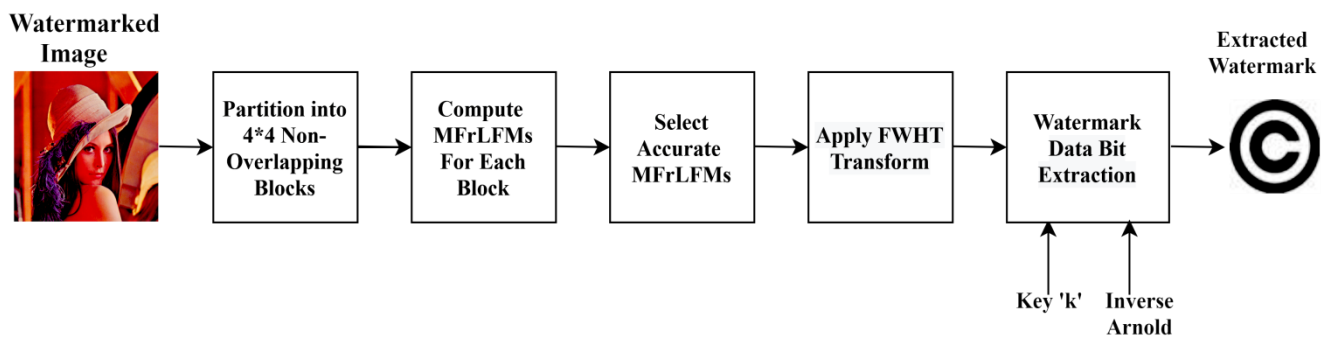 Watermarked
Image
Partition into
4*4 Non-
Overlapping
Blocks
Compute
MFrLFMs
For Each
Block
Select
Accurate
MFrLFMs
Apply FWHT
Transform
Watermark
Data Bit
Extraction
Extracted
Watermark
C
Key 'k'
Inverse
Arnold